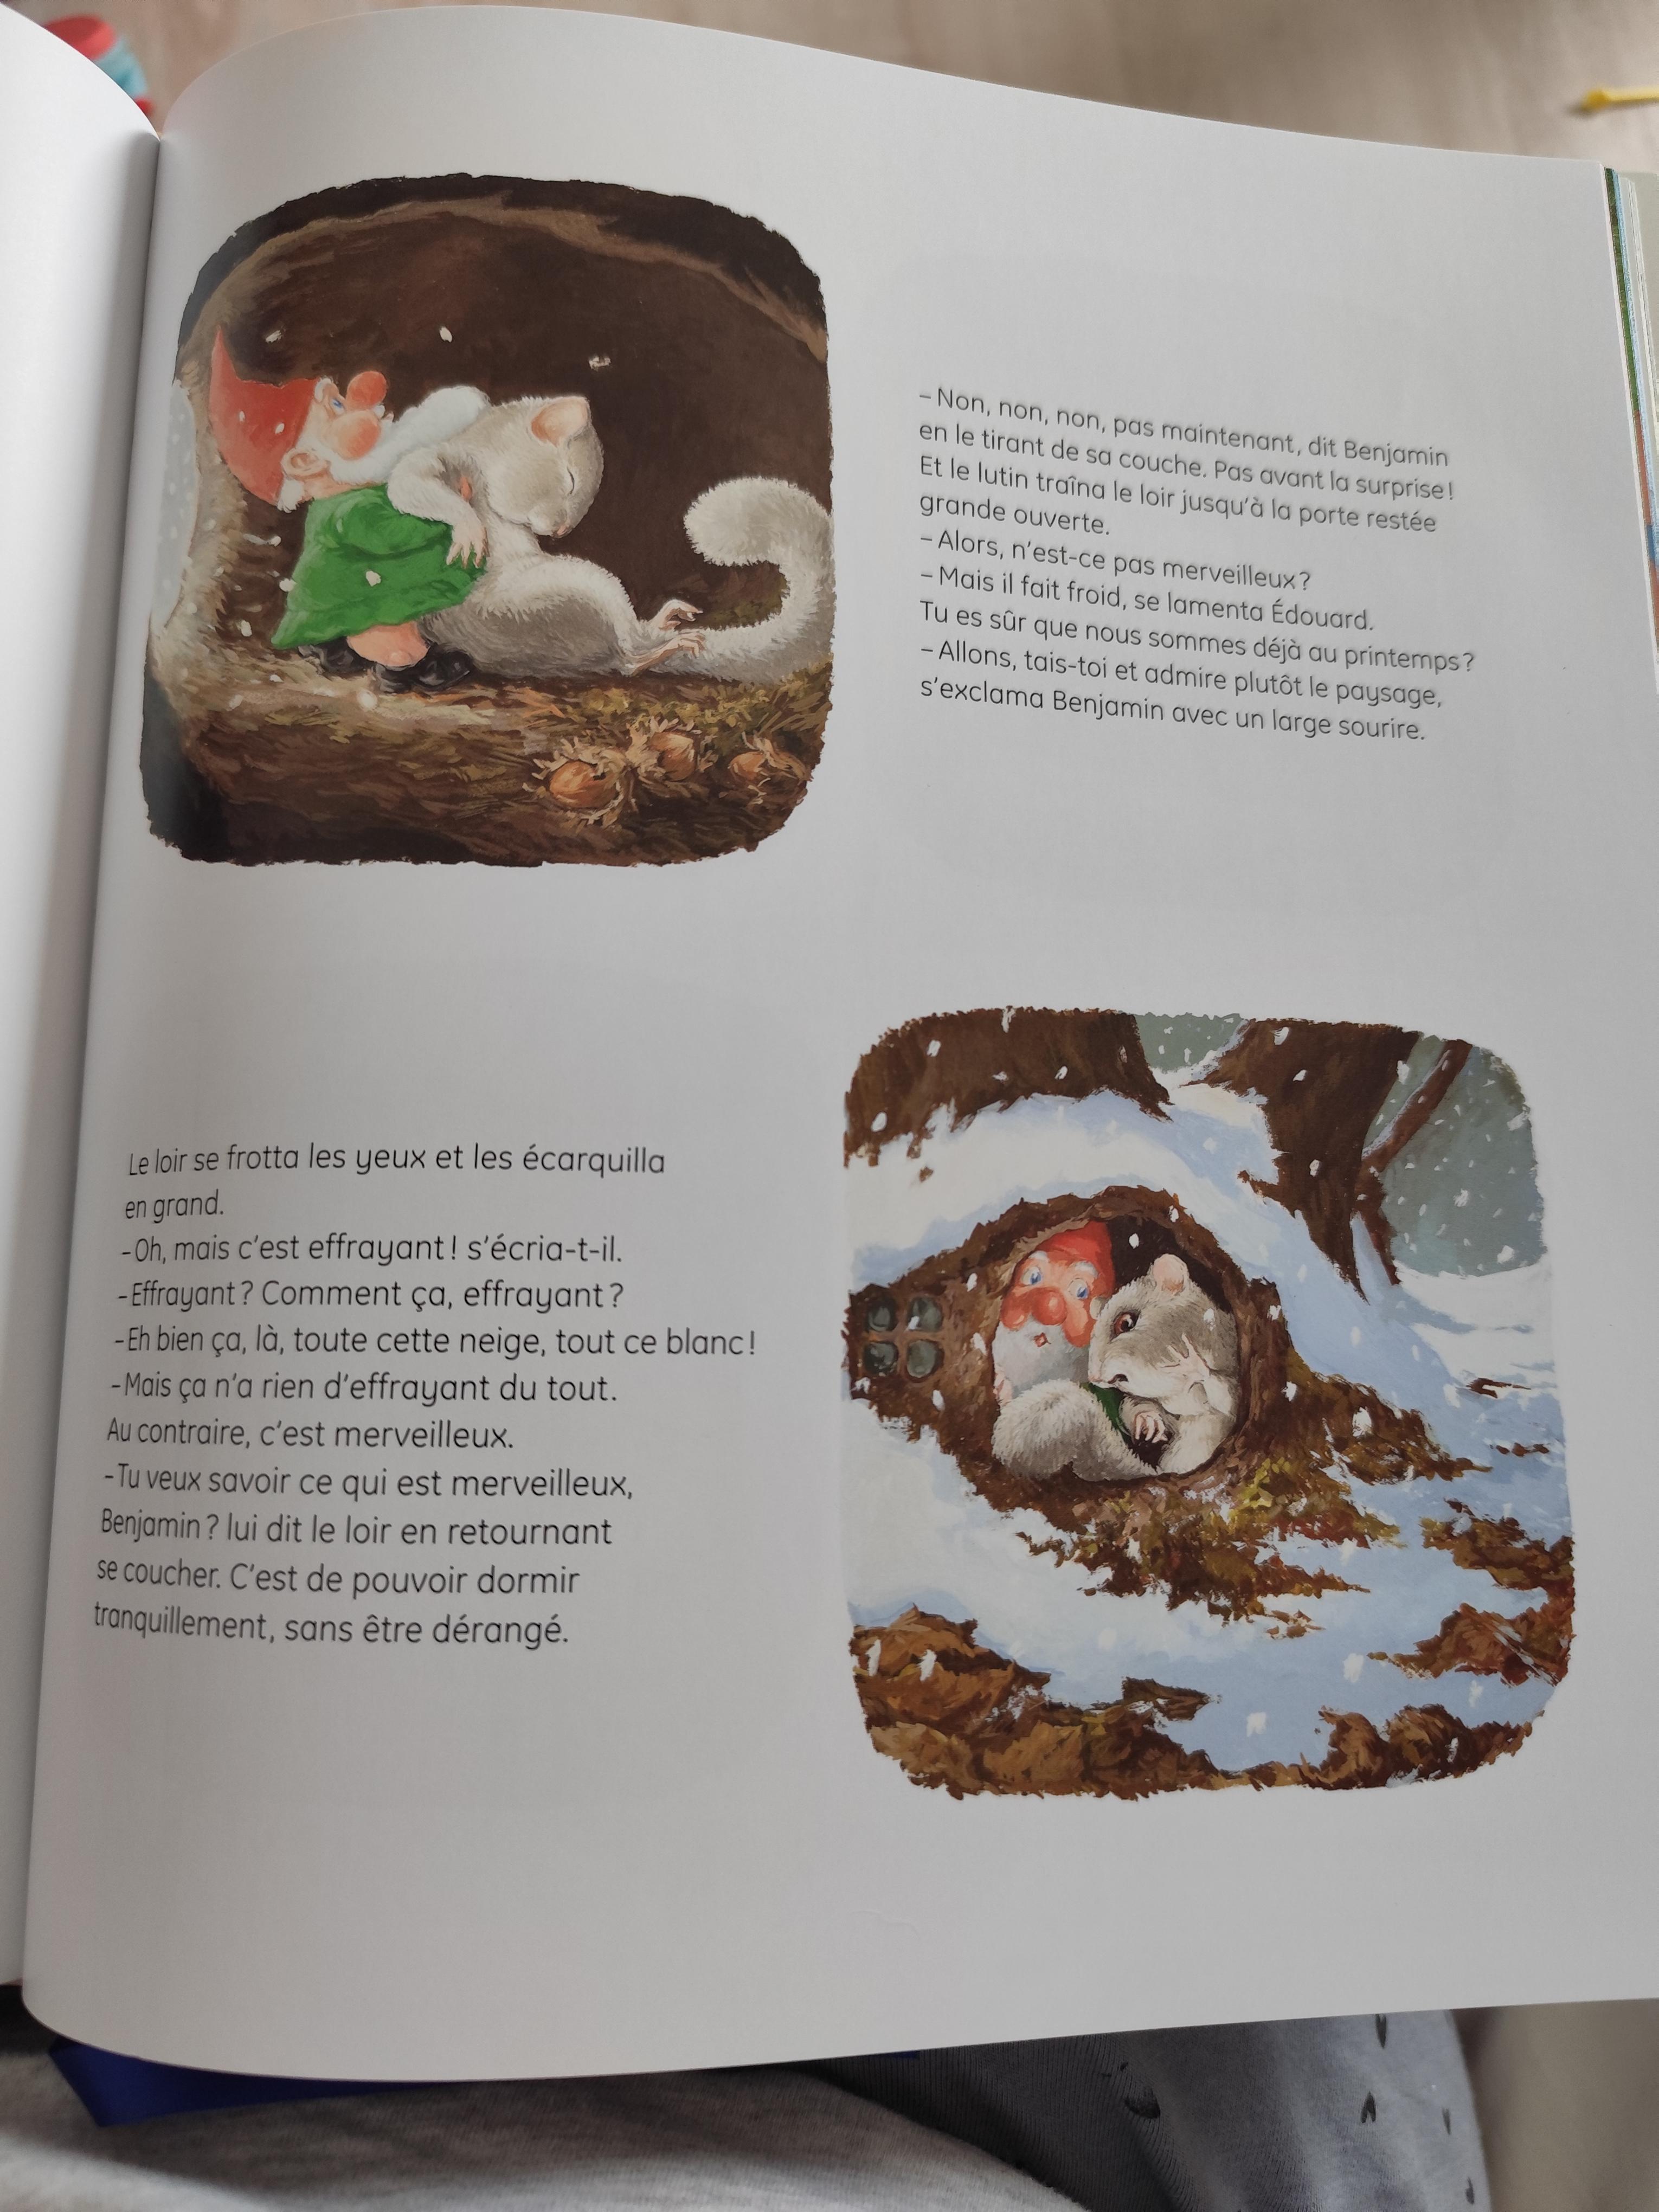 – Non, non, non, pas maintenant, dit Benjamin
en le tirant de sa couche. Pas avant la surprise !
Et le lutin traîna le loir jusqu'à la porte restée
grande ouverte.
– Alors, n'est-ce pas merveilleux ?
– Mais il fait froid, se lamenta Édouard.
Tu es sûr que nous sommes déjà au printemps ?
– Allons, tais-toi et admire plutôt le paysage,
s'exclama Benjamin avec un large sourire.
Le loir se frotta les yeux et les écarquilla
en grand.
– Oh, mais c'est effrayant ! s'écria-t-il.
– Effrayant ? Comment ça, effrayant ?
– Eh bien ça, là, toute cette neige, tout ce blanc !
– Mais ça n'a rien d'effrayant du tout.
Au contraire, c'est merveilleux.
– Tu veux savoir ce qui est merveilleux,
Benjamin ? lui dit le loir en retournant
se coucher. C'est de pouvoir dormir
tranquillement, sans être dérangé.